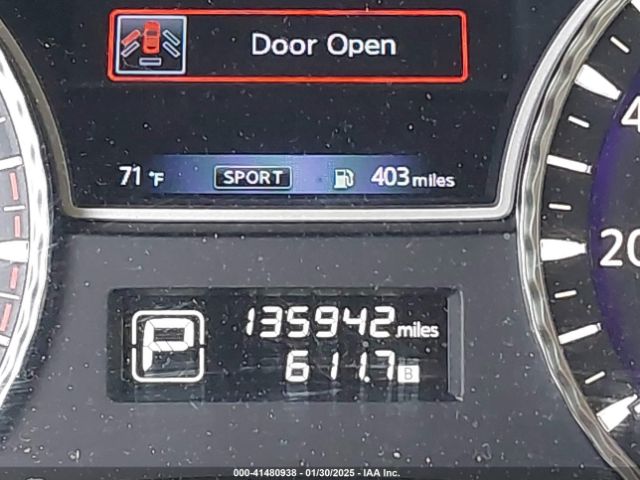 Door Open
71 °F SPORT 403 miles
4
20
P 135942 miles
611.7 B
000-41480938 - 01/30/2025 - IAA Inc.